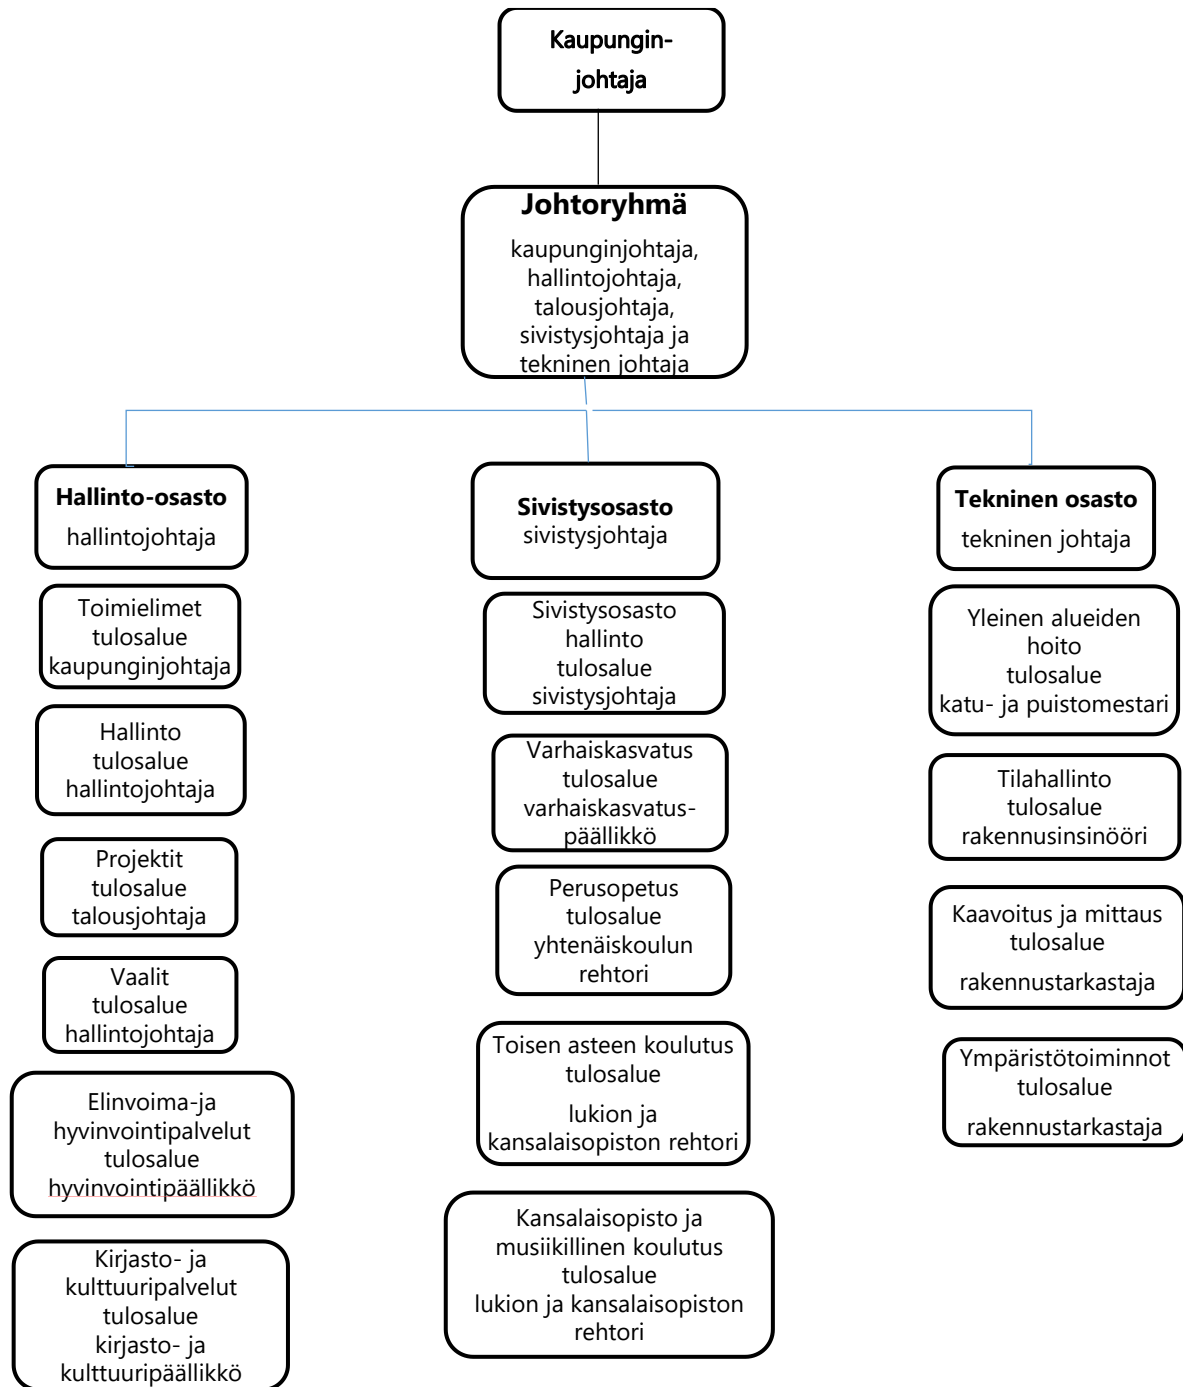 Kaupungin-
johtaja
Johtoryhmä
kaupunginjohtaja,
hallintojohtaja,
talousjohtaja,
sivistysjohtaja ja
tekninen johtaja
Hallinto-osasto
hallintojohtaja
Toimielimet
tulosalue
kaupunginjohtaja
Hallinto
tulosalue
hallintojohtaja
Projektit
tulosalue
talousjohtaja
Vaalit
tulosalue
hallintojohtaja
Elinvoima-ja
hyvinvointipalvelut
tulosalue
hyvinvointipäällikkö
Kirjasto- ja
kulttuuripalvelut
tulosalue
kirjasto- ja
kulttuuripäällikkö
Sivistysosasto
sivistysjohtaja
Sivistysosasto
hallinto
tulosalue
sivistysjohtaja
Varhaiskasvatus
tulosalue
varhaiskasvatus-
päällikkö
Perusopetus
tulosalue
yhtenäiskoulun
rehtori
Toisen asteen koulutus
tulosalue
lukion ja
kansalaisopiston rehtori
Kansalaisopisto ja
musiikillinen koulutus
tulosalue
lukion ja kansalaisopiston
rehtori
Tekninen osasto
tekninen johtaja
Yleinen alueiden
hoito
tulosalue
katu- ja puistomestari
Tilahallinto
tulosalue
rakennusinsinööri
Kaavoitus ja mittaus
tulosalue
rakennustarkastaja
Ympäristötoiminnot
tulosalue
rakennustarkastaja